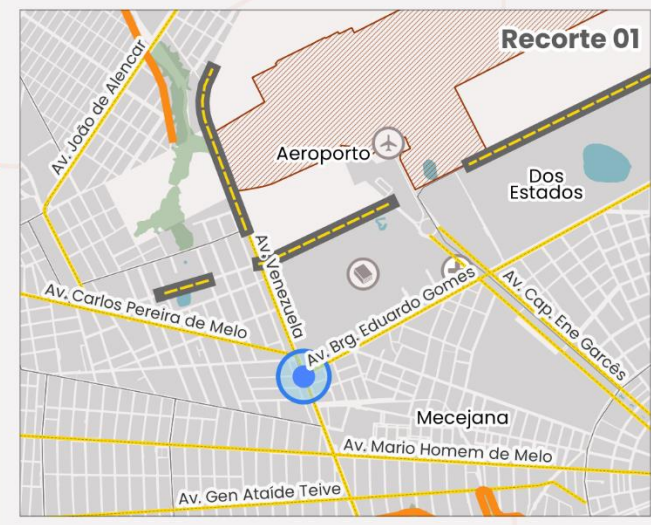 Recorte 01
Av. João de Alencar
Aeroporto
Dos
Estados
Av. Venezuela
Av. Carlos Pereira de Melo
Av. Brg. Eduardo Gomes
Av. Cap. Ene Garcês
Mecejana
Av. Mario Homem de Melo
Av. Gen Ataíde Teive